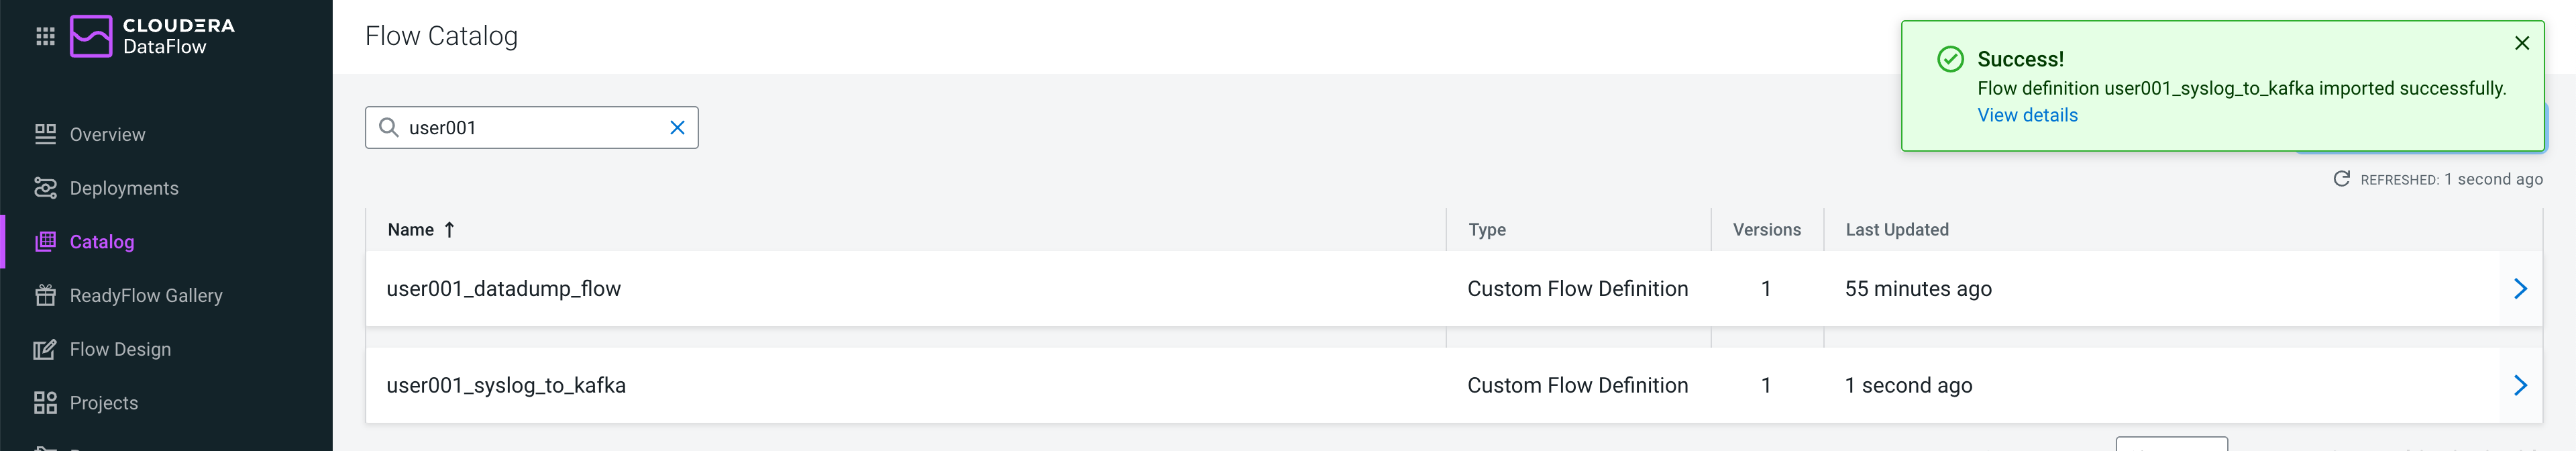 CLOUDERA
DataFlow
Overview
Deployments
Catalog
ReadyFlow Gallery
Flow Design
Projects
Flow Catalog
user001
Success!
Flow definition user001_syslog_to_kafka imported successfully.
View details
REFRESHED: 1 second ago
Name Type Versions Last Updated
user001_datadump_flow Custom Flow Definition 1 55 minutes ago
user001_syslog_to_kafka Custom Flow Definition 1 1 second ago